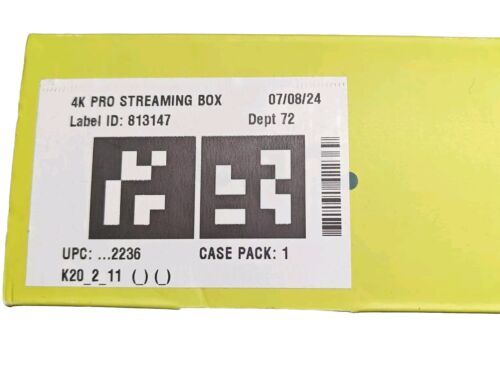 4K PRO STREAMING BOX 07/08/24
Label ID: 813147 Dept 72
UPC: ...2236 CASE PACK: 1
K20_2_11 (_) (_)